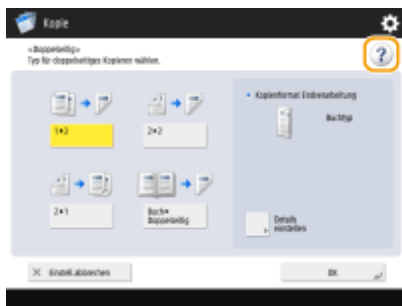 Kopie
<Doppelseitig>
Typ für doppelseitiges Kopieren wählen.
?
1▸2
2▸2
2▸1
Buch▸
Doppelseitig
▪ Kopienformat Endverarbeitung
Buchtyp
Details
einstellen
× Einstell. abbrechen
OK